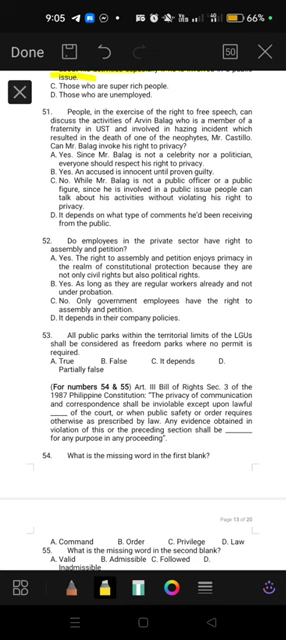 9:05
66%
Done
50
issue.
C. Those who are super rich people.
D. Those who are unemployed.
51. People, in the exercise of the right to free speech, can
discuss the activities of Arvin Balag who is a member of a
fraternity in UST and involved in hazing incident which
resulted in the death of one of the neophytes, Mr. Castillo.
Can Mr. Balag invoke his right to privacy?
A. Yes. Since Mr. Balag is not a celebrity nor a politician,
everyone should respect his right to privacy.
B. Yes. An accused is innocent until proven guilty.
C. No. While Mr. Balag is not a public officer or a public
figure, since he is involved in a public issue people can
talk about his activities without violating his right to
privacy.
D. It depends on what type of comments he'd been receiving
from the public.
52. Do employees in the private sector have right to
assembly and petition?
A. Yes. The right to assembly and petition enjoys primacy in
the realm of constitutional protection because they are
not only civil rights but also political rights.
B. Yes. As long as they are regular workers already and not
under probation.
C. No. Only government employees have the right to
assembly and petition.
D. It depends in their company policies.
53. All public parks within the territorial limits of the LGUs
shall be considered as freedom parks where no permit is
required.
A. True B. False C. It depends D.
Partially false
(For numbers 54 & 55) Art. III Bill of Rights Sec. 3 of the
1987 Philippine Constitution: "The privacy of communication
and correspondence shall be inviolable except upon lawful
____ of the court, or when public safety or order requires
otherwise as prescribed by law. Any evidence obtained in
violation of this or the preceding section shall be ______
for any purpose in any proceeding".
54. What is the missing word in the first blank?
Page 13 of 20
A. Command B. Order C. Privilege D. Law
55. What is the missing word in the second blank?
A. Valid B. Admissible C. Followed D.
Inadmissible